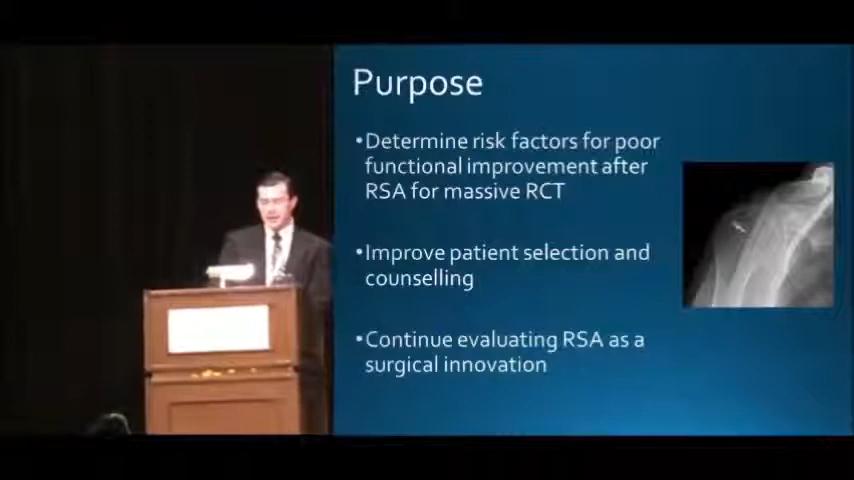 Purpose
•Determine risk factors for poor
functional improvement after
RSA for massive RCT
•Improve patient selection and
counselling
•Continue evaluating RSA as a
surgical innovation